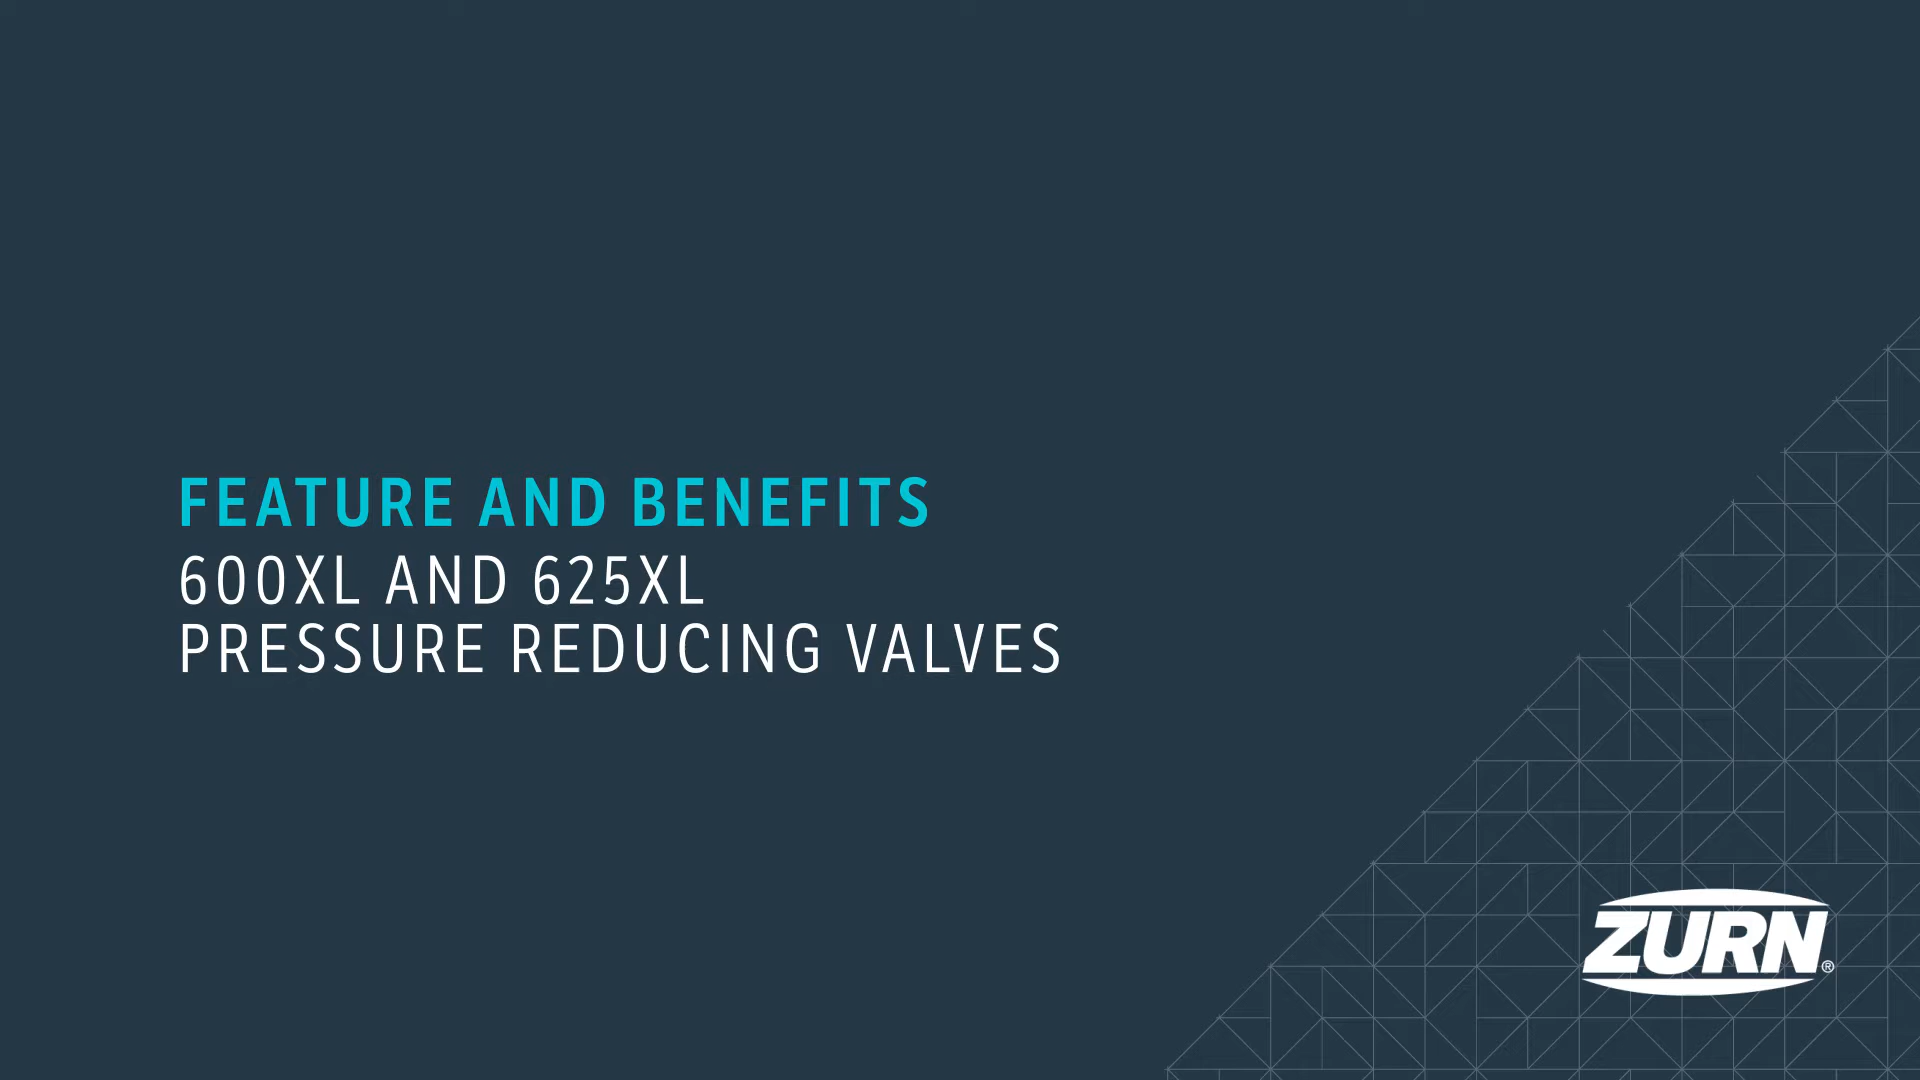 FEATURE AND BENEFITS
600XL AND 625XL
PRESSURE REDUCING VALVES
ZURN®